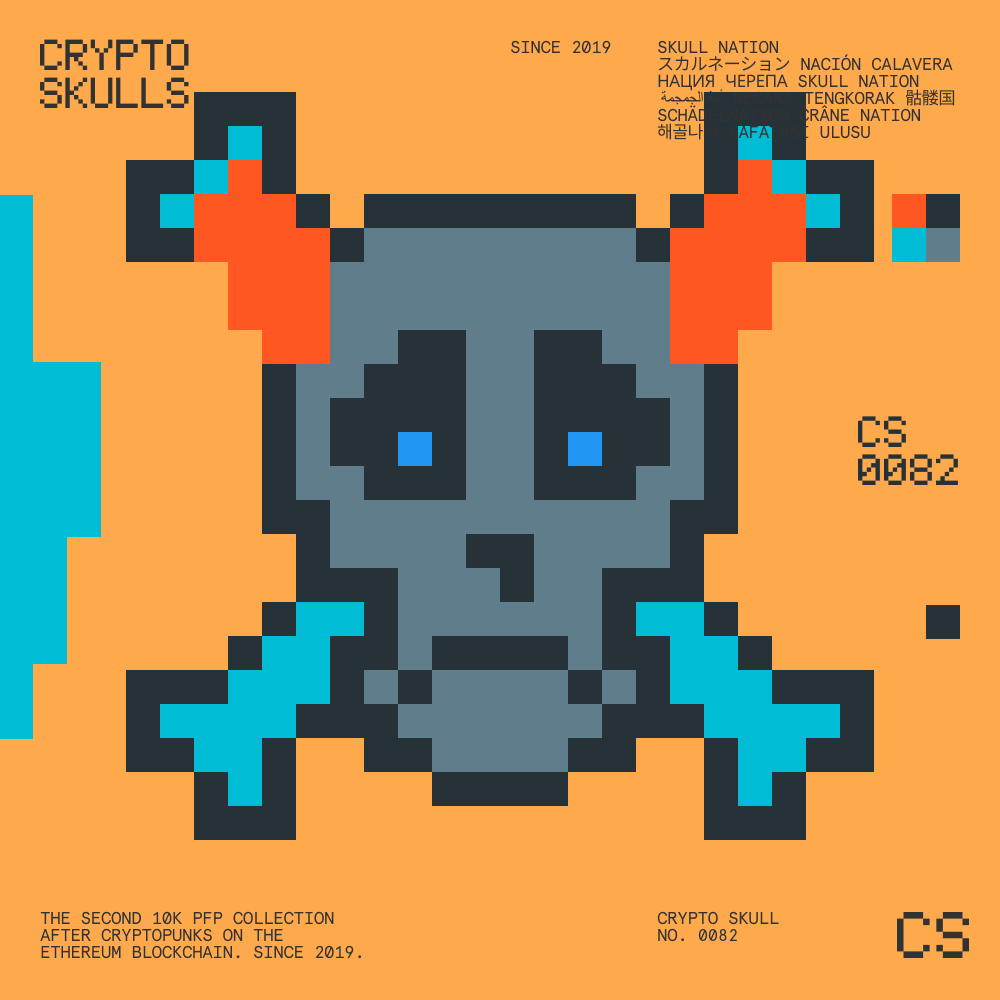 CRYPTO
SKULLS
SINCE 2019
SKULL NATION
スカルネーション NACIÓN CALAVERA
НАЦИЯ ЧЕРЕПА SKULL NATION
الجمجمة TENGKORAK 骷髅国
CRÂNE NATION
해골나 ULUSU
CS
0082
THE SECOND 10K PFP COLLECTION
AFTER CRYPTOPUNKS ON THE
ETHEREUM BLOCKCHAIN. SINCE 2019.
CRYPTO SKULL
NO. 0082
CS